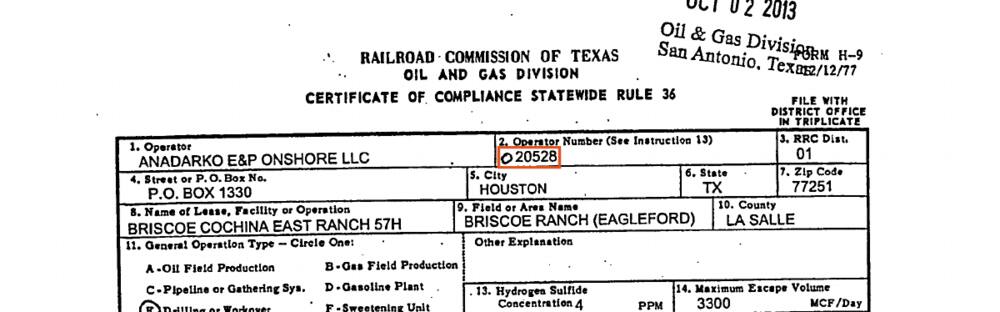 OCT 02 2013
Oil & Gas Division
San Antonio, Texas
FORM H-9
12/12/77
RAILROAD COMMISSION OF TEXAS
OIL AND GAS DIVISION
CERTIFICATE OF COMPLIANCE STATEWIDE RULE 36
FILE WITH
DISTRICT OFFICE
IN TRIPLICATE
1. Operator
ANADARKO E&P ONSHORE LLC
2. Operator Number (See Instruction 13)
020528
3. RRC Dist.
01
4. Street or P.O. Box No.
P.O. BOX 1330
5. City
HOUSTON
6. State
TX
7. Zip Code
77251
8. Name of Lease, Facility or Operation
BRISCOE COCHINA EAST RANCH 57H
9. Field or Area Name
BRISCOE RANCH (EAGLEFORD)
10. County
LA SALLE
11. General Operation Type — Circle One:
A - Oil Field Production
B - Gas Field Production
C - Pipeline or Gathering Sys.
D - Gasoline Plant
E Drilling or Workover
F - Sweetening Unit
Other Explanation
13. Hydrogen Sulfide
Concentration 4 PPM
14. Maximum Escape Volume
3300 MCF/Day